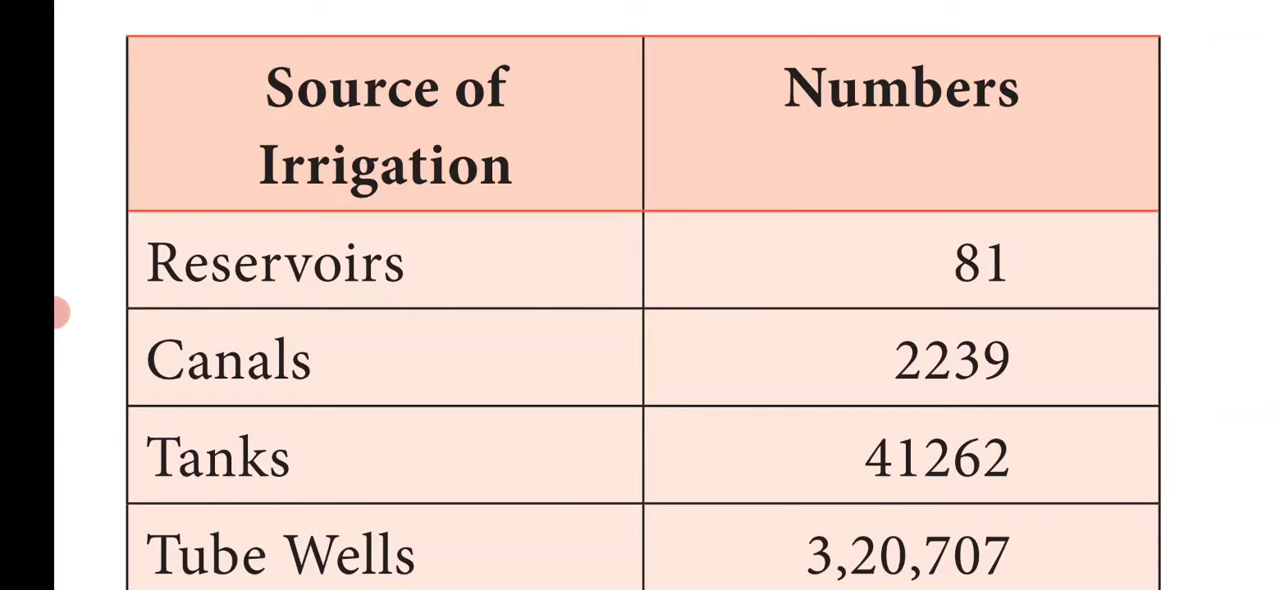 Source of Numbers
Irrigation
Reservoirs 81
Canals 2239
Tanks 41262
Tube Wells 3,20,707